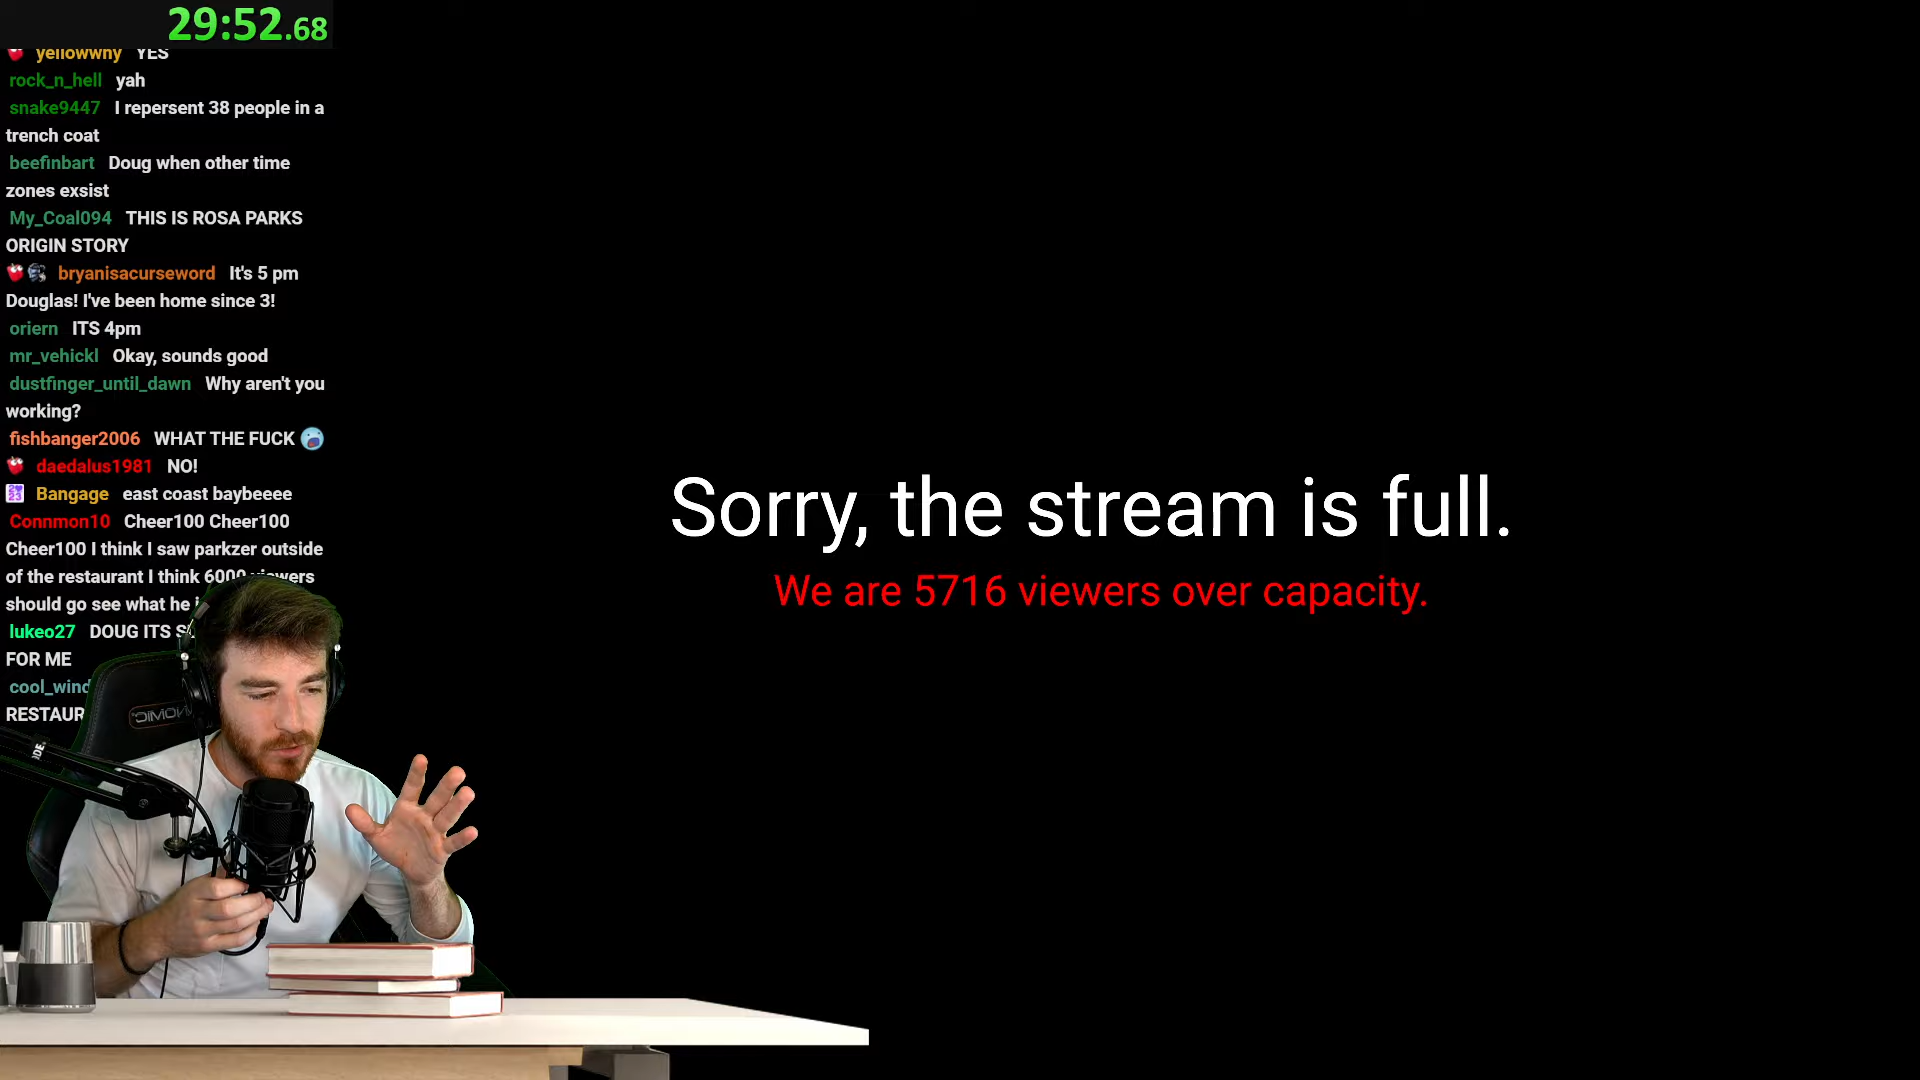 29:52.68
yellowwhy YES
rock_n_hell yah
snake9447 I repersent 38 people in a
trench coat
beefinbart Doug when other time
zones exsist
My_Coal094 THIS IS ROSA PARKS
ORIGIN STORY
bryanisacurseword It's 5 pm
Douglas! I've been home since 3!
oriern ITS 4pm
mr_vehickl Okay, sounds good
dustfinger_until_dawn Why aren't you
working?
fishbanger2006 WHAT THE FUCK
daedalus1981 NO!
Bangage east coast baybeeee
Connmon10 Cheer100 Cheer100
Cheer100 I think I saw parkzer outside
of the restaurant I think 6000 viewers
should go see what he
lukeo27 DOUG ITS
FOR ME
cool_wind
RESTAUR
Sorry, the stream is full.
We are 5716 viewers over capacity.